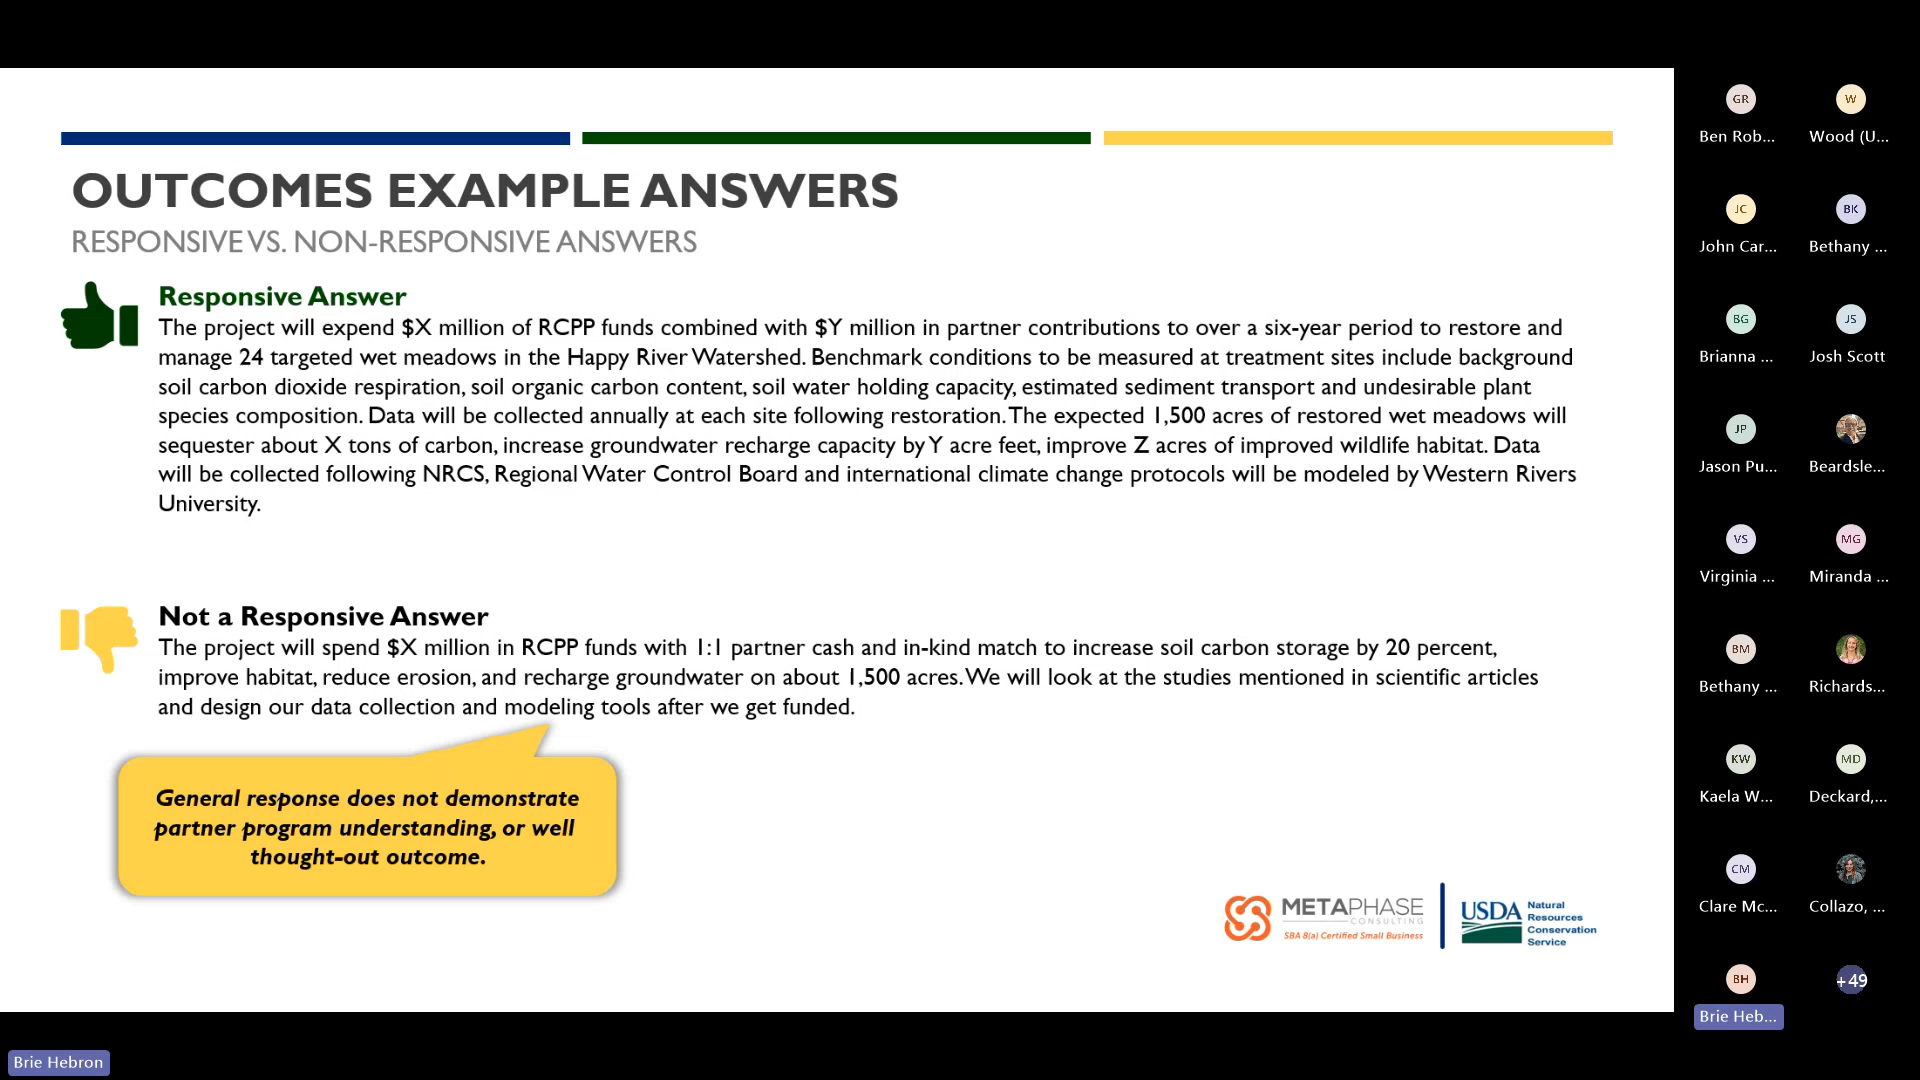 OUTCOMES EXAMPLE ANSWERS
RESPONSIVE VS. NON-RESPONSIVE ANSWERS
Responsive Answer
The project will expend $X million of RCPP funds combined with $Y million in partner contributions to over a six-year period to restore and
manage 24 targeted wet meadows in the Happy River Watershed. Benchmark conditions to be measured at treatment sites include background
soil carbon dioxide respiration, soil organic carbon content, soil water holding capacity, estimated sediment transport and undesirable plant
species composition. Data will be collected annually at each site following restoration. The expected 1,500 acres of restored wet meadows will
sequester about X tons of carbon, increase groundwater recharge capacity by Y acre feet, improve Z acres of improved wildlife habitat. Data
will be collected following NRCS, Regional Water Control Board and international climate change protocols will be modeled by Western Rivers
University.
Not a Responsive Answer
The project will spend $X million in RCPP funds with 1:1 partner cash and in-kind match to increase soil carbon storage by 20 percent,
improve habitat, reduce erosion, and recharge groundwater on about 1,500 acres. We will look at the studies mentioned in scientific articles
and design our data collection and modeling tools after we get funded.
General response does not demonstrate
partner program understanding, or well
thought-out outcome.
METAPHASE
CONSULTING
SBA 8(a) Certified Small Business
USDA
Natural
Resources
Conservation
Service
GR W
Ben Rob... Wood (U...
JC BK
John Car... Bethany ...
BG JS
Brianna ... Josh Scott
JP
Jason Pu... Beardsle...
VS MG
Virginia ... Miranda ...
BM
Bethany ... Richards...
KW MD
Kaela W... Deckard,...
CM
Clare Mc... Collazo, ...
BH +49
Brie Heb...
Brie Hebron